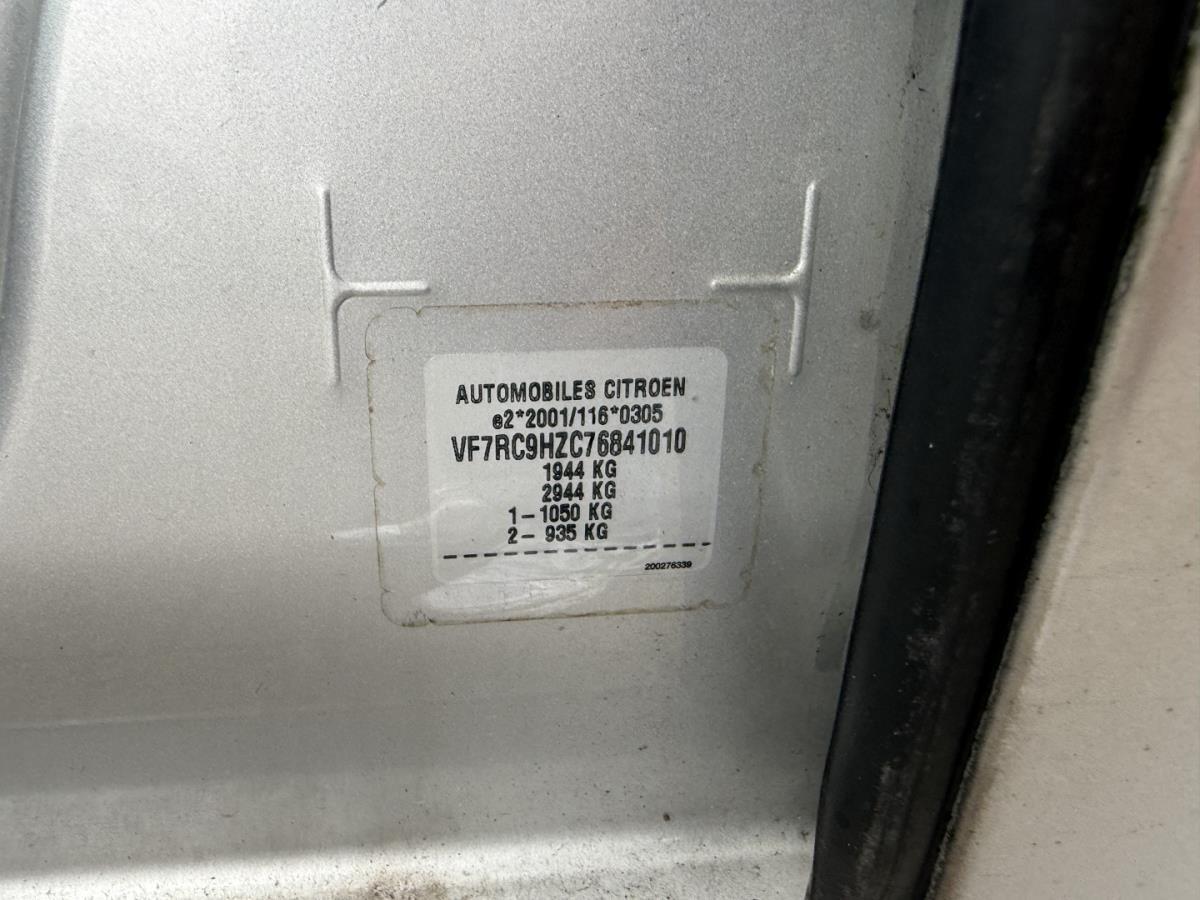 AUTOMOBILES CITROEN
e2*2001/116*0305
VF7RC9HZC76841010
1944 KG
2944 KG
1- 1050 KG
2- 935 KG
200276339